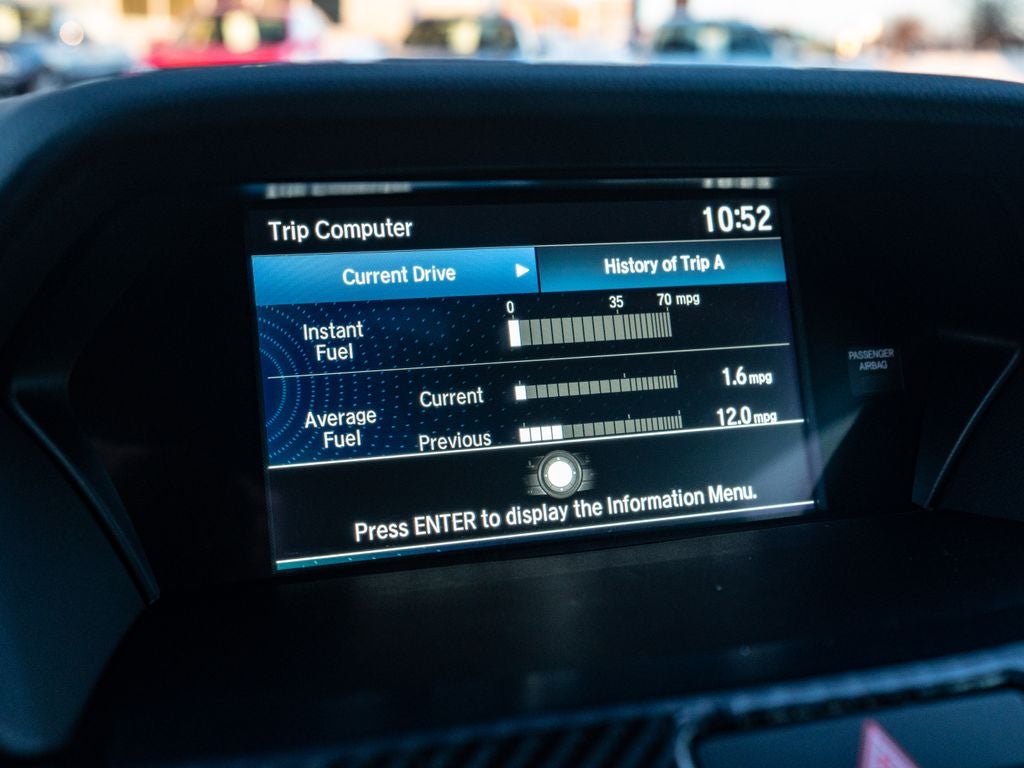 Trip Computer
10:52
Current Drive
History of Trip A
0 35 70 mpg
Instant
Fuel
Average
Fuel
Current
1.6 mpg
Previous
12.0 mpg
Press ENTER to display the Information Menu.
PASSENGER
AIRBAG